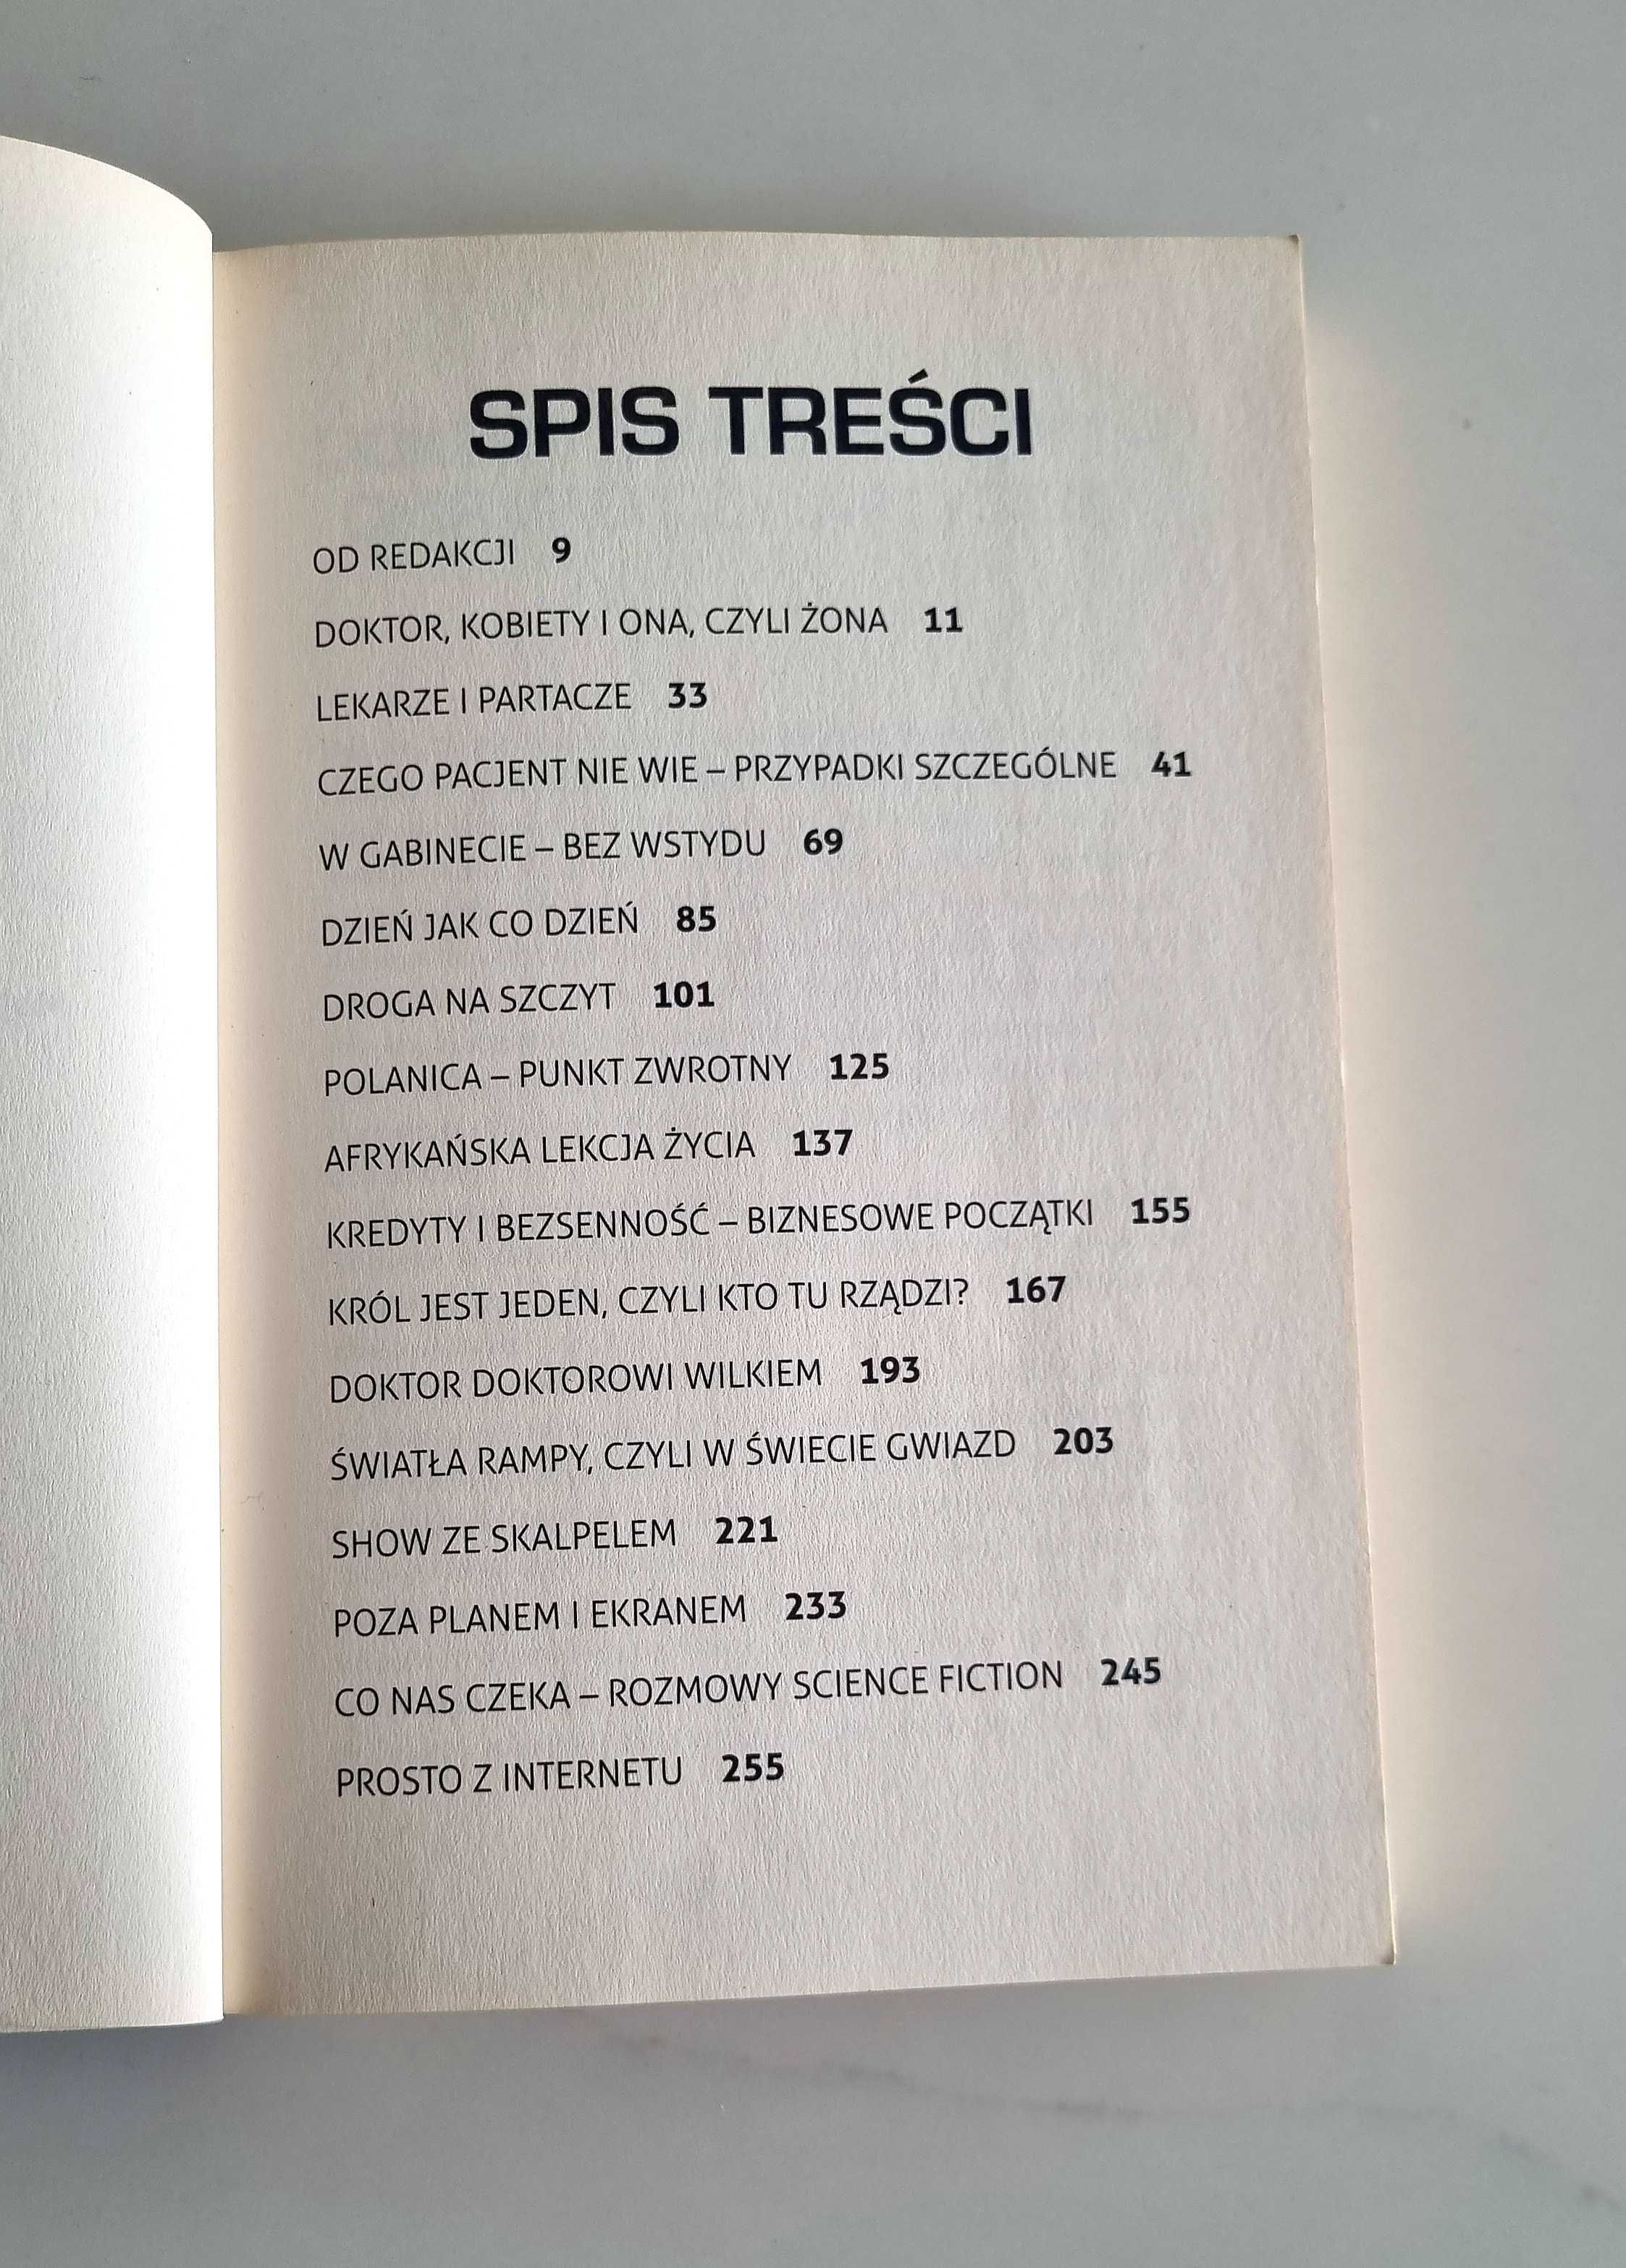 SPIS TREŚCI
OD REDAKCJI 9
DOKTOR, KOBIETY I ONA, CZYLI ŻONA 11
LEKARZE I PARTACZE 33
CZEGO PACJENT NIE WIE – PRZYPADKI SZCZEGÓLNE 41
W GABINECIE – BEZ WSTYDU 69
DZIEŃ JAK CO DZIEŃ 85
DROGA NA SZCZYT 101
POLANICA – PUNKT ZWROTNY 125
AFRYKAŃSKA LEKCJA ŻYCIA 137
KREDYTY I BEZSENNOŚĆ – BIZNESOWE POCZĄTKI 155
KRÓL JEST JEDEN, CZYLI KTO TU RZĄDZI? 167
DOKTOR DOKTOROWI WILKIEM 193
ŚWIATŁA RAMPY, CZYLI W ŚWIECIE GWIAZD 203
SHOW ZE SKALPELEM 221
POZA PLANEM I EKRANEM 233
CO NAS CZEKA – ROZMOWY SCIENCE FICTION 245
PROSTO Z INTERNETU 255